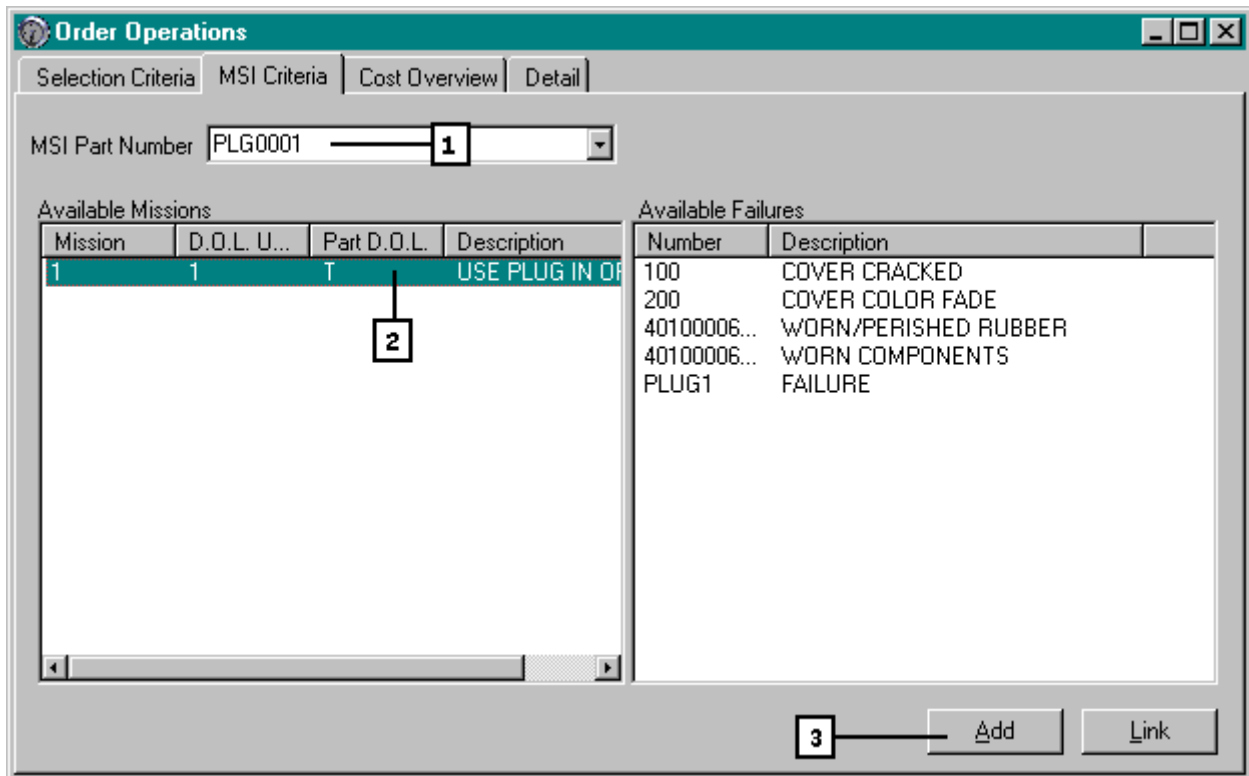 Order Operations
Selection Criteria MSI Criteria Cost Overview Detail
MSI Part Number PLG0001 1
Available Missions Available Failures
Mission D.O.L. U... Part D.O.L. Description Number Description
1 1 T USE PLUG IN OF 100 COVER CRACKED
200 COVER COLOR FADE
40100006... WORN/PERISHED RUBBER
2
40100006... WORN COMPONENTS
PLUG1 FAILURE
3 Add Link